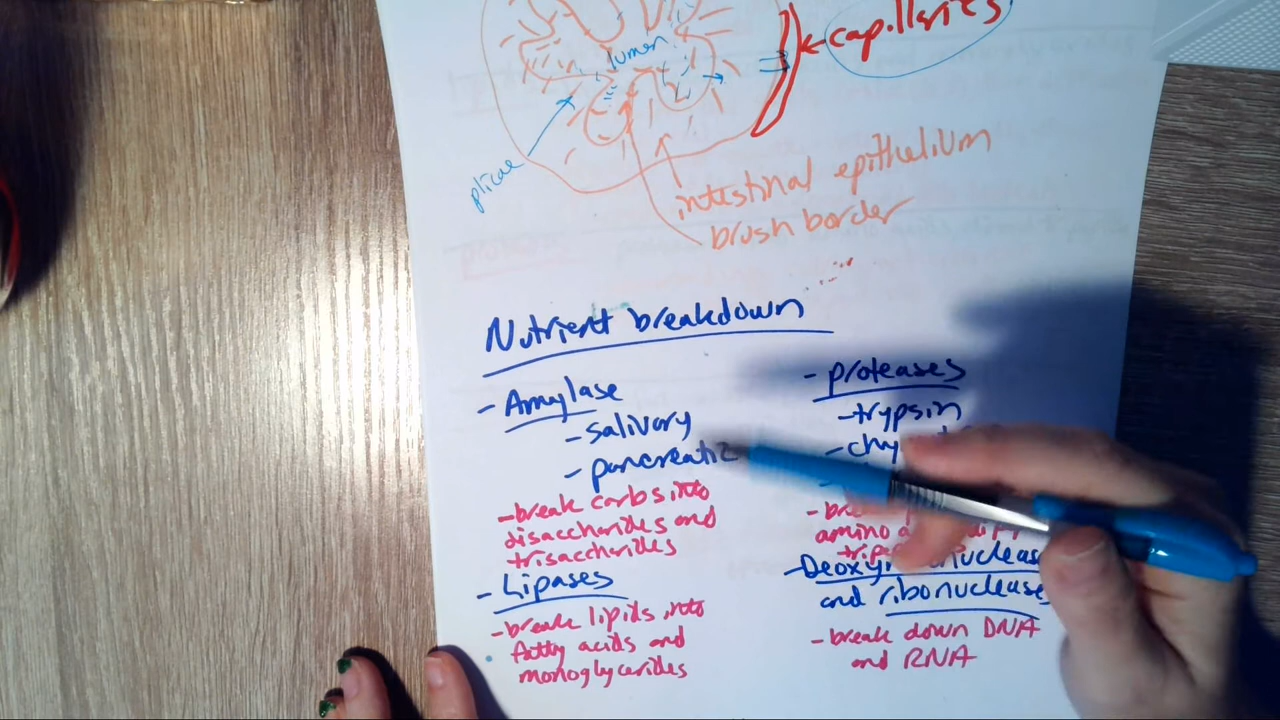 lumen
capillaries
plicae
intestinal epithelium
brush border
Nutrient breakdown
- Amylase
- salivary
- pancreatic
- break carbs into
disaccharides and
trisaccharides
- Lipases
- break lipids into
fatty acids and
monoglycerides
- proteases
- trypsin
-
-
amino
- 
and ribonucleases
- break down DNA
and RNA